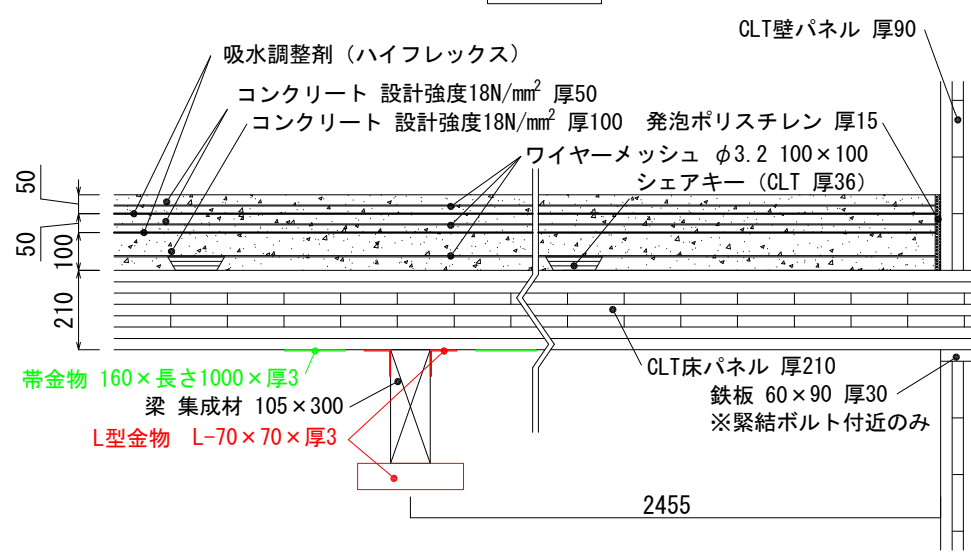 CLT壁パネル 厚90
吸水調整剤（ハイフレックス）
コンクリート 設計強度18N/mm² 厚50
コンクリート 設計強度18N/mm² 厚100
発泡ポリスチレン 厚15
ワイヤーメッシュ φ3.2 100×100
シェアキー（CLT 厚36）
50
50
100
210
CLT床パネル 厚210
帯金物 160×長さ1000×厚3
鉄板 60×90 厚30
梁 集成材 105×300
※緊結ボルト付近のみ
L型金物 L-70×70×厚3
2455